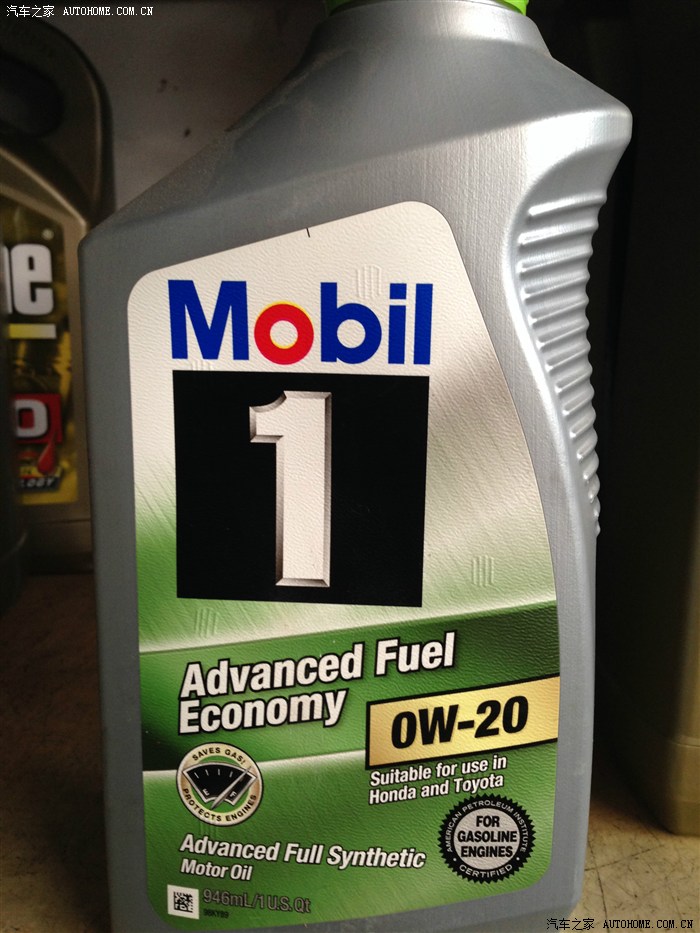 汽车之家 AUTOHOME.COM.CN
Mobil
1
Advanced Fuel
Economy
0W-20
Suitable for use in
Honda and Toyota
SAVES GAS!
PROTECTS ENGINES
E F
AMERICAN PETROLEUM INSTITUTE
FOR
GASOLINE
ENGINES
CERTIFIED
Advanced Full Synthetic
Motor Oil
946mL/1 U.S. Qt
汽车之家 AUTOHOME.COM.CN